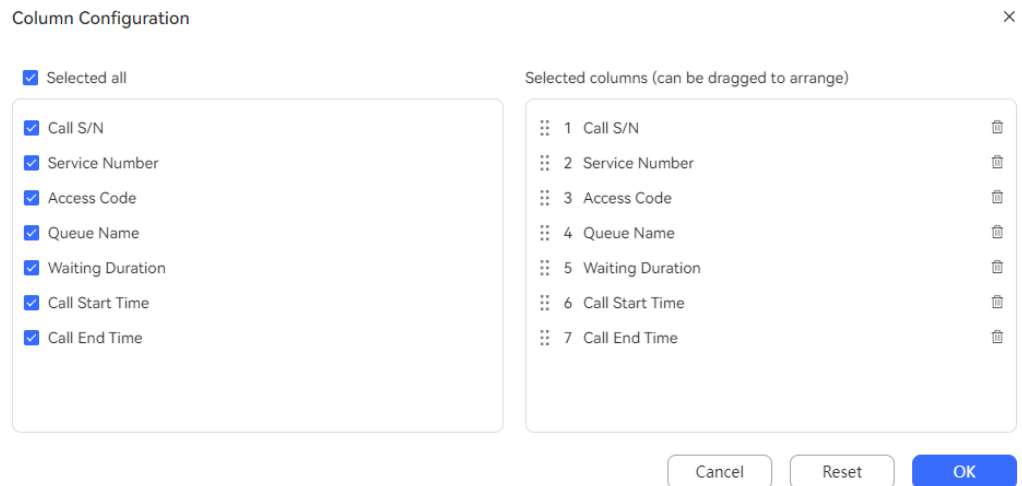 Column Configuration
Selected all
Call S/N
Service Number
Access Code
Queue Name
Waiting Duration
Call Start Time
Call End Time
Selected columns (can be dragged to arrange)
1 Call S/N
2 Service Number
3 Access Code
4 Queue Name
5 Waiting Duration
6 Call Start Time
7 Call End Time
Cancel
Reset
OK